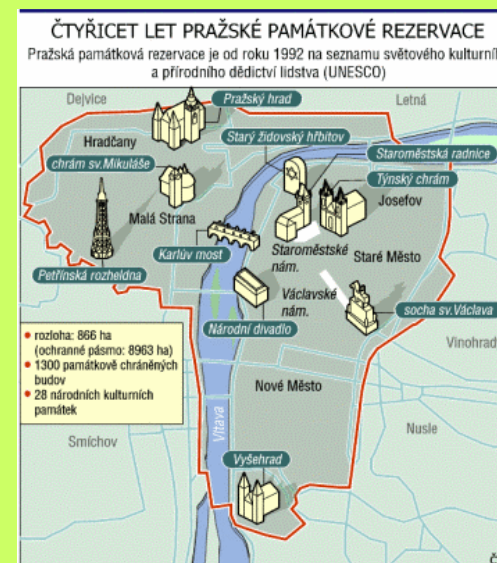 ČTYŘICET LET PRAŽSKÉ PAMÁTKOVÉ REZERVACE
Pražská památková rezervace je od roku 1992 na seznamu světového kulturní
a přírodního dědictví lidstva (UNESCO)
Dejvice
Pražský hrad
Letná
Hradčany
Starý židovský hřbitov
Staroměstská radnice
chrám sv.Mikuláše
Týnský chrám
Josefov
Malá Strana
Karlův most
Staroměstské
nám.
Staré Město
Petřínská rozheldna
Václavské
nám.
socha sv.Václava
Národní divadlo
Vinohrady
• rozloha: 866 ha
(ochranné pásmo: 8963 ha)
• 1300 památkově chráněných
budov
• 28 národních kulturních
památek
Nové Město
Vltava
Smíchov
Nusle
Vyšehrad
Č